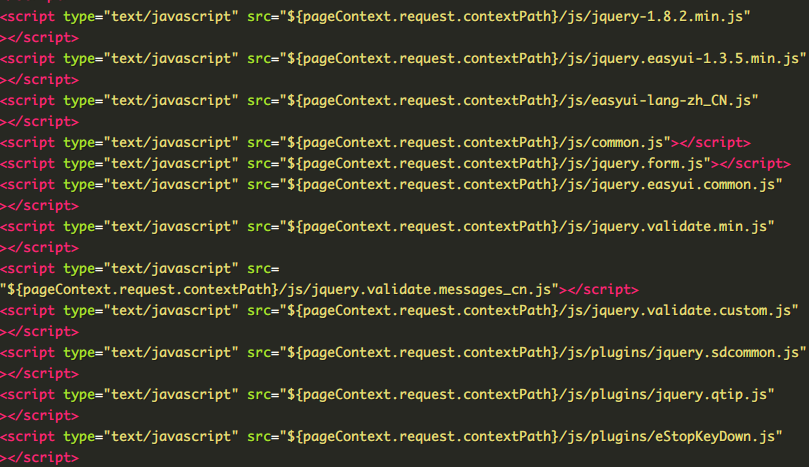 <script type="text/javascript" src="${pageContext.request.contextPath}/js/jquery-1.8.2.min.js"
></script>
<script type="text/javascript" src="${pageContext.request.contextPath}/js/jquery.easyui-1.3.5.min.js"
></script>
<script type="text/javascript" src="${pageContext.request.contextPath}/js/easyui-lang-zh_CN.js"
></script>
<script type="text/javascript" src="${pageContext.request.contextPath}/js/common.js"></script>
<script type="text/javascript" src="${pageContext.request.contextPath}/js/jquery.form.js"></script>
<script type="text/javascript" src="${pageContext.request.contextPath}/js/jquery.easyui.common.js"
></script>
<script type="text/javascript" src="${pageContext.request.contextPath}/js/jquery.validate.min.js"
></script>
<script type="text/javascript" src=
"${pageContext.request.contextPath}/js/jquery.validate.messages_cn.js"></script>
<script type="text/javascript" src="${pageContext.request.contextPath}/js/jquery.validate.custom.js"
></script>
<script type="text/javascript" src="${pageContext.request.contextPath}/js/plugins/jquery.sdcommon.js"
></script>
<script type="text/javascript" src="${pageContext.request.contextPath}/js/plugins/jquery.qtip.js"
></script>
<script type="text/javascript" src="${pageContext.request.contextPath}/js/plugins/eStopKeyDown.js"
></script>